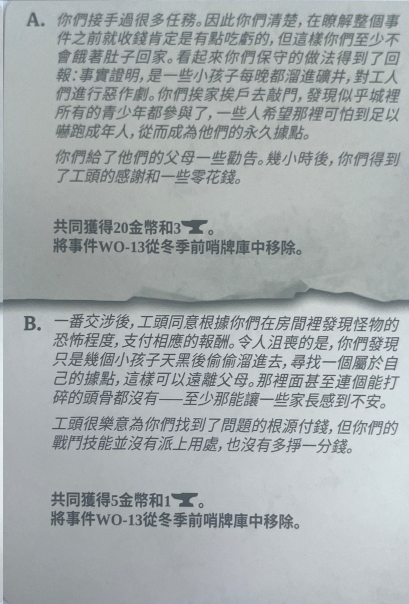 A. 你們接手過很多任務。因此你們清楚,在瞭解整個事
件之前就收錢肯定是有點吃虧的,但這樣你們至少不
會餓著肚子回家。看起來你們保守的做法得到了回
報:事實證明,是一些小孩子每晚都溜進礦井,對工人
們進行惡作劇。你們挨家挨戶去敲門,發現似乎城裡
所有的青少年都參與了,一些人希望那裡可怕到足以
嚇跑成年人,從而成為他們的永久據點。
你們給了他們的父母一些勸告。幾小時後,你們得到
了工頭的感謝和一些零花錢。
共同獲得20金幣和3。
將事件WO-13從冬季前哨牌庫中移除。
B. 一番交涉後,工頭同意根據你們在房間裡發現怪物的
恐怖程度,支付相應的報酬。令人沮喪的是,你們發現
只是幾個小孩子天黑後偷偷溜進去,尋找一個屬於自
己的據點,這樣可以遠離父母。那裡面甚至連個能打
碎的頭骨都沒有——至少那能讓一些家長感到不安。
工頭很樂意為你們找到了問題的根源付錢,但你們的
戰鬥技能並沒有派上用處,也沒有多掙一分錢。
共同獲得5金幣和1。
將事件WO-13從冬季前哨牌庫中移除。